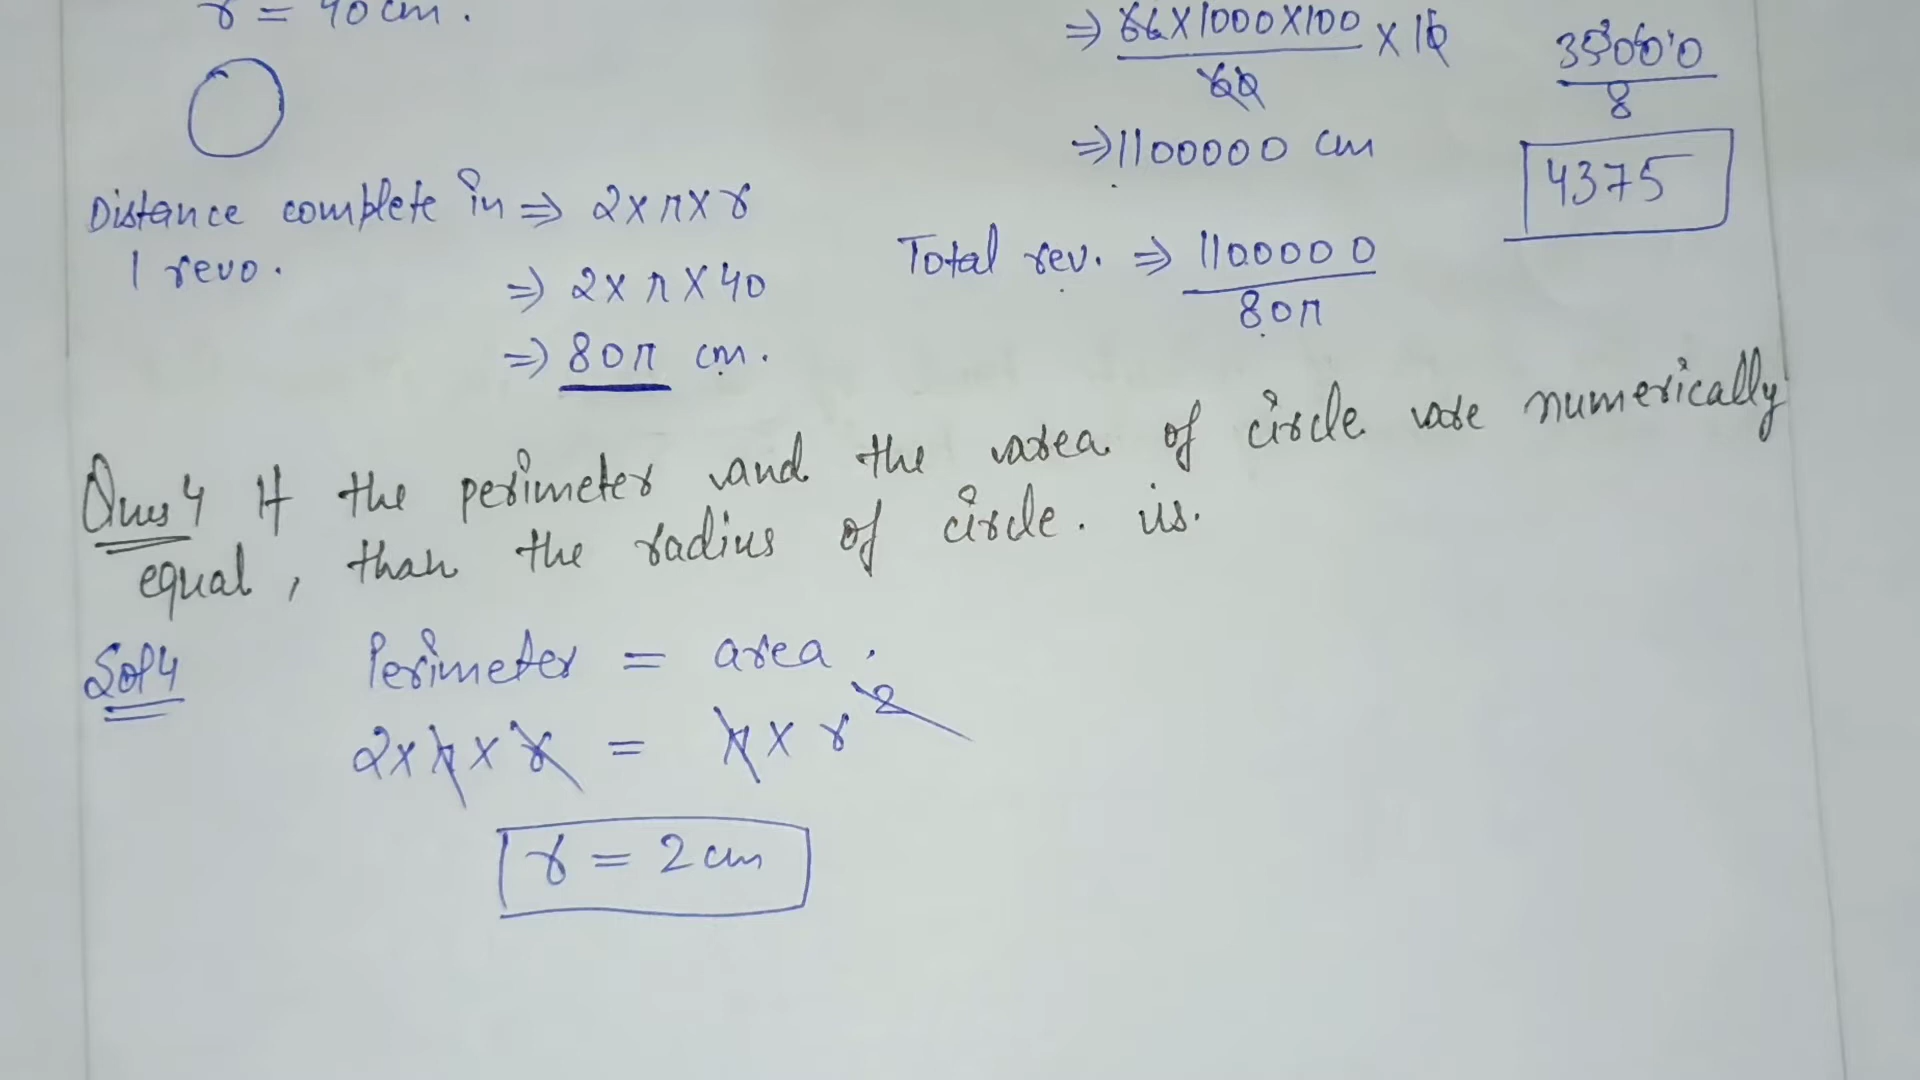 r = 40 cm.
Distance complete in ⇒ 2×π×r
1 revo.
⇒ 2×π×40
⇒ 80π cm.
⇒ 66×1000×100 × 10
60
⇒ 1100000 cm
Total rev. ⇒ 1100000
80π
35000
8
4375
Ques 4 If the perimeter and the area of circle are numerically
equal, than the radius of circle. is.
Sol 4 Perimeter = area.
2×π×r = π×r²
r = 2 cm